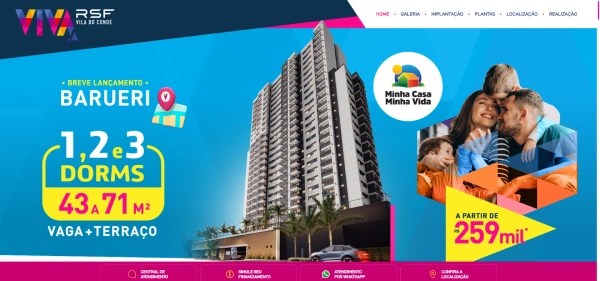 VIVA RSF
VILA DO CONDE
HOME • GALERIA • IMPLANTAÇÃO • PLANTAS • LOCALIZAÇÃO • REALIZAÇÃO
• BREVE LANÇAMENTO •
BARUERI
1, 2 e 3
DORMS
43 A 71 M²
VAGA + TERRAÇO
Minha Casa
Minha Vida
A PARTIR DE
R$ 259 mil*
CENTRAL DE
ATENDIMENTO
SIMULE SEU
FINANCIAMENTO
ATENDIMENTO
POR WHATSAPP
CONFIRA A
LOCALIZAÇÃO